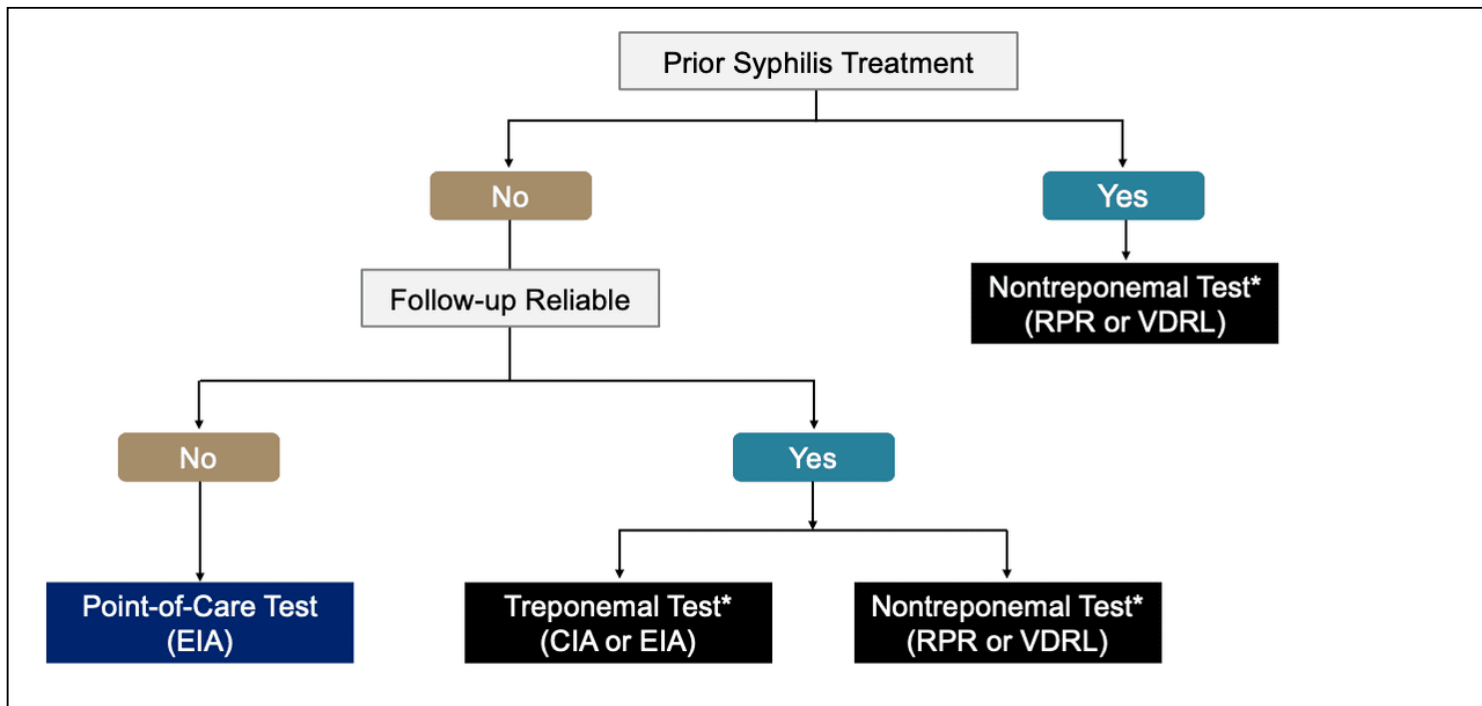 Prior Syphilis Treatment
No
Yes
Nontreponemal Test*
(RPR or VDRL)
Follow-up Reliable
No
Yes
Point-of-Care Test
(EIA)
Treponemal Test*
(CIA or EIA)
Nontreponemal Test*
(RPR or VDRL)